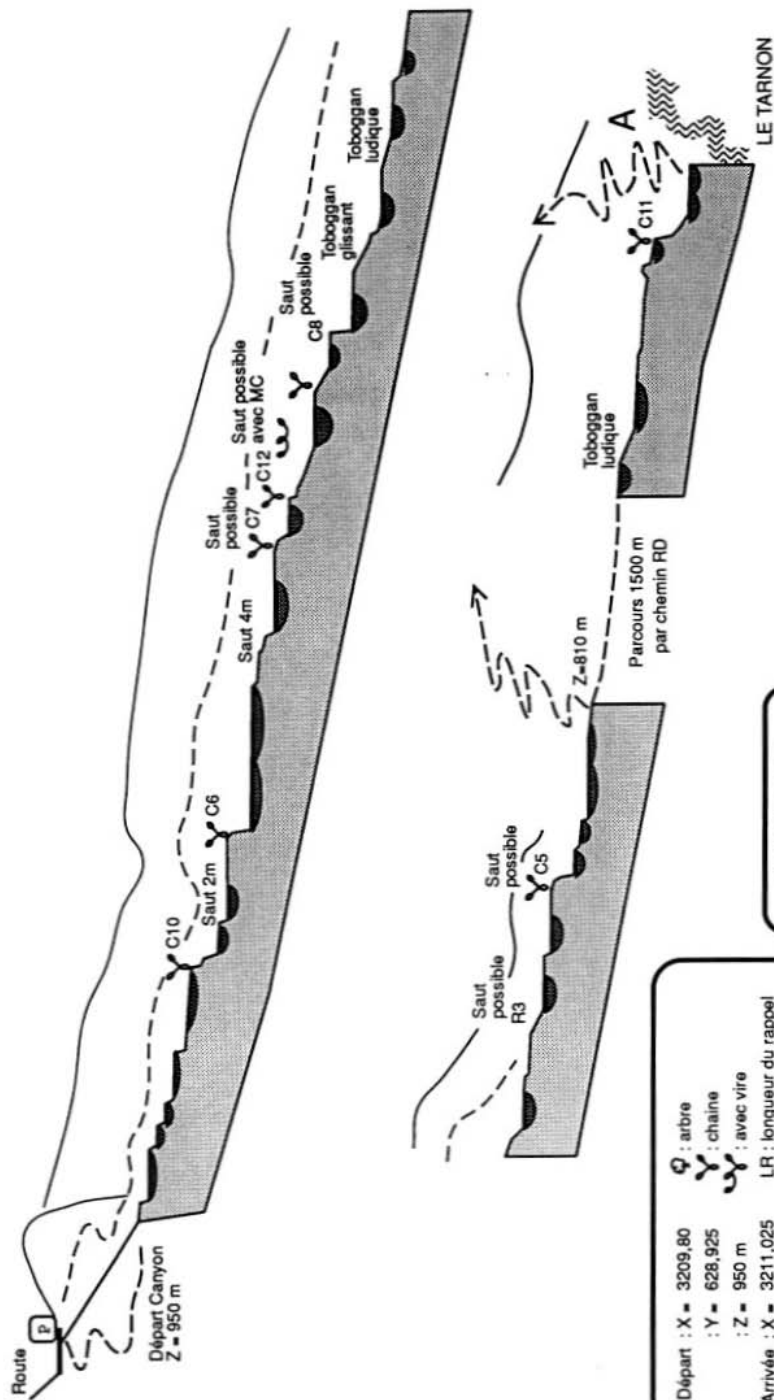 Route
P
Départ Canyon
Z = 950 m
C10
Saut 2m
C6
Saut 4m
Saut
possible
C7
C12
Saut possible
avec MC
Saut
possible
C8
Toboggan
glissant
Toboggan
ludique
Saut
possible
R3
Saut
possible
C5
Z=810 m
Parcours 1500 m
par chemin RD
Toboggan
ludique
C11
A
LE TARNON
Départ : X = 3209,80
: Y = 628,925
: Z = 950 m
Arrivée : X = 3211,025
: arbre
: chaine
: avec vire
LR : longueur du rappel